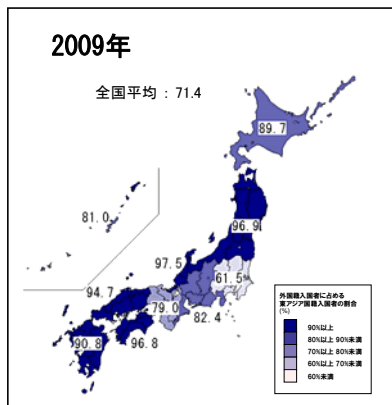 2009年
全国平均 : 71.4
89.7
81.0
96.9
97.5
61.5
94.7
79.0
82.4
90.8
96.8
外国籍入国者に占める
東アジア国籍入国者の割合
(%)
90%以上
80%以上 90%未満
70%以上 80%未満
60%以上 70%未満
60%未満